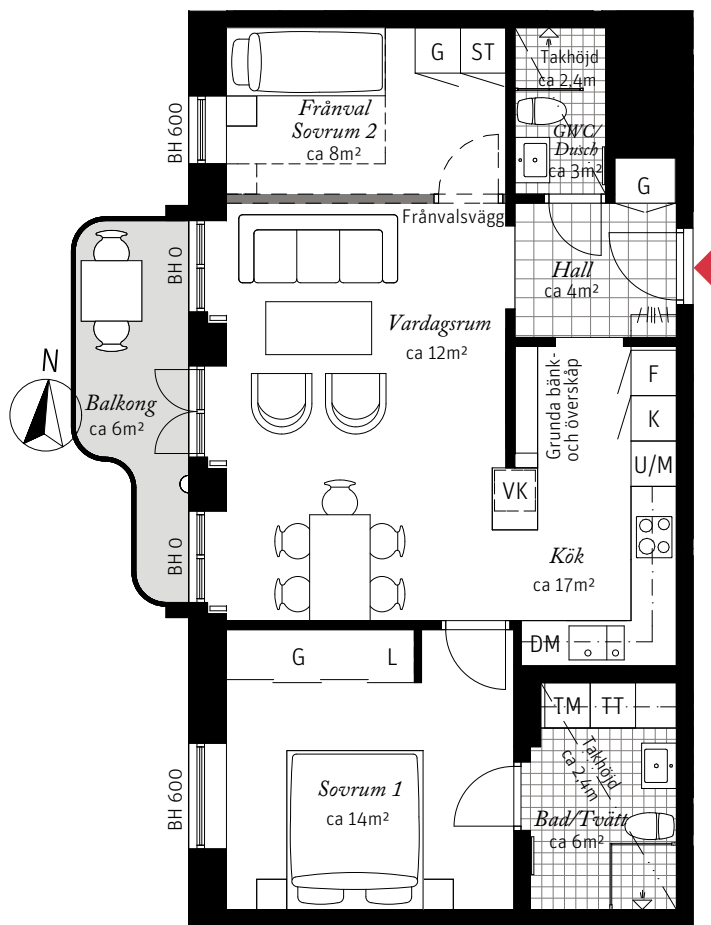 G
ST
Takhöjd
ca 2,4m
Frånval
Sovrum 2
ca 8m²
BH 600
GWC/
Dusch
ca 3m²
G
Frånvalsvägg
BH 0
Hall
ca 4m²
Vardagsrum
ca 12m²
N
Balkong
ca 6m²
Grunda bänk-
och överskåp
F
K
U/M
VK
BH 0
Kök
ca 17m²
DM
G
L
TM
TT
Takhöjd
ca 2,4m
BH 600
Sovrum 1
ca 14m²
Bad/Tvätt
ca 6m²